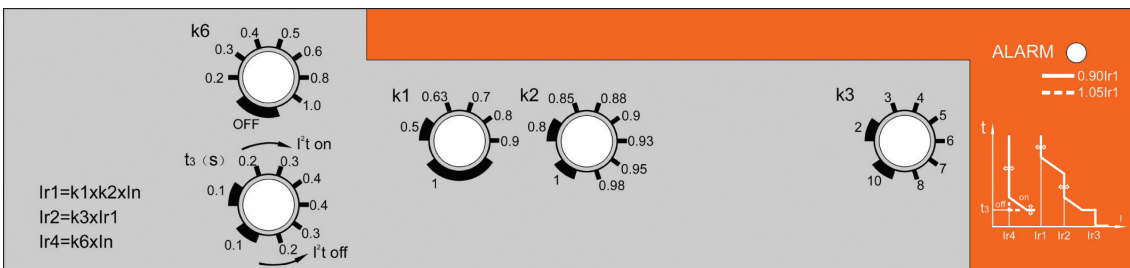 k6
0.2
0.3
0.4
0.5
0.6
0.8
1.0
OFF
I²t on
t₃ (s)
0.1
0.2
0.3
0.4
0.4
0.3
0.2
0.1
I²t off
Ir1=k1xk2xIn
Ir2=k3xIr1
Ir4=k6xIn
k1
0.5
0.63
0.7
0.8
0.9
1
k2
0.8
0.85
0.88
0.9
0.93
0.95
0.98
1
k3
2
3
4
5
6
7
8
10
ALARM
0.90Ir1
1.05Ir1
t
t₃
off
on
I
Ir4
Ir1
Ir2
Ir3